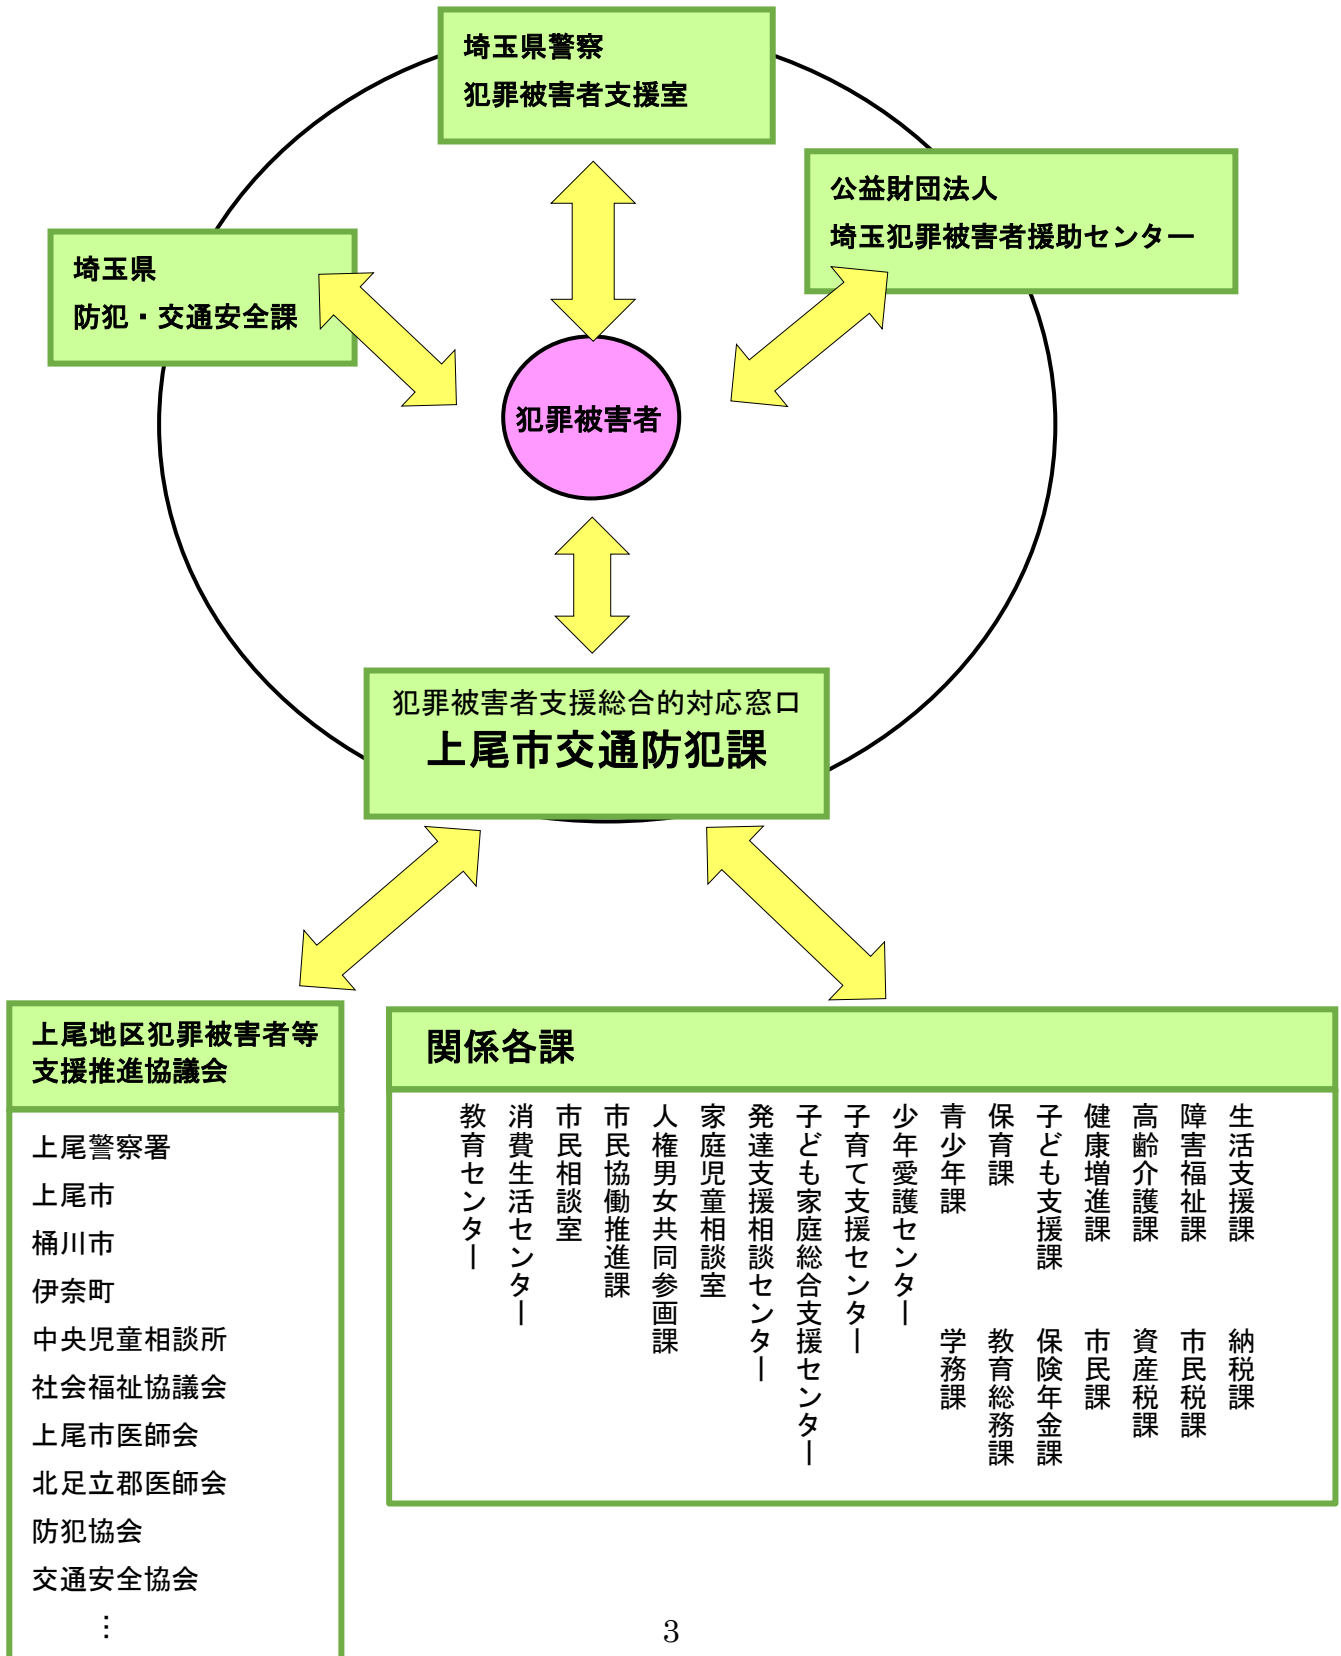 埼玉県警察
犯罪被害者支援室
公益財団法人
埼玉犯罪被害者援助センター
埼玉県
防犯・交通安全課
犯罪被害者
犯罪被害者支援総合的対応窓口
上尾市交通防犯課
上尾地区犯罪被害者等
支援推進協議会
上尾警察署
上尾市
桶川市
伊奈町
中央児童相談所
社会福祉協議会
上尾市医師会
北足立郡医師会
防犯協会
交通安全協会
⋮
関係各課
生活支援課 納税課
障害福祉課 市民税課
高齢介護課 資産税課
健康増進課 市民課
子ども支援課 保険年金課
保育課 教育総務課
青少年課 学務課
少年愛護センター
子育て支援センター
子ども家庭総合支援センター
発達支援相談センター
家庭児童相談室
人権男女共同参画課
市民協働推進課
市民相談室
消費生活センター
教育センター
3